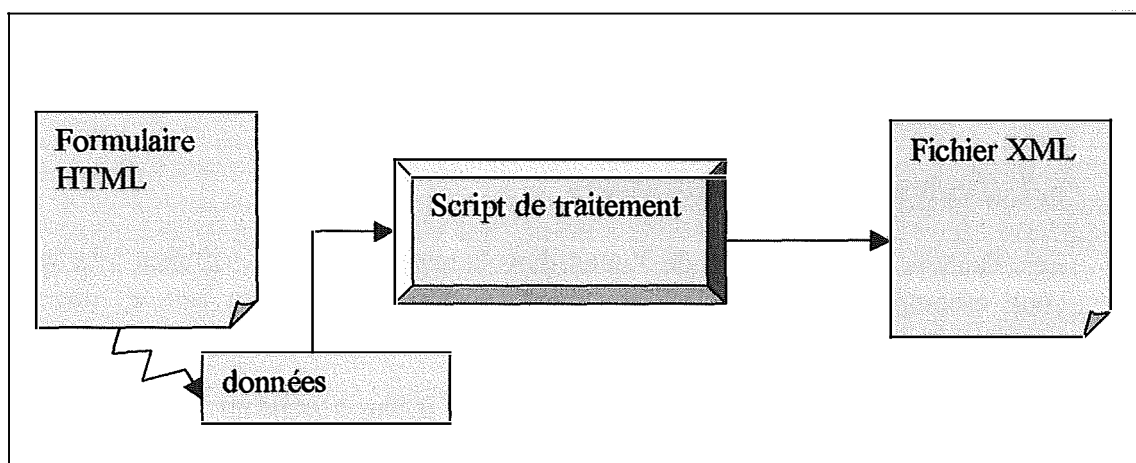 Formulaire
HTML
Script de traitement
Fichier XML
données